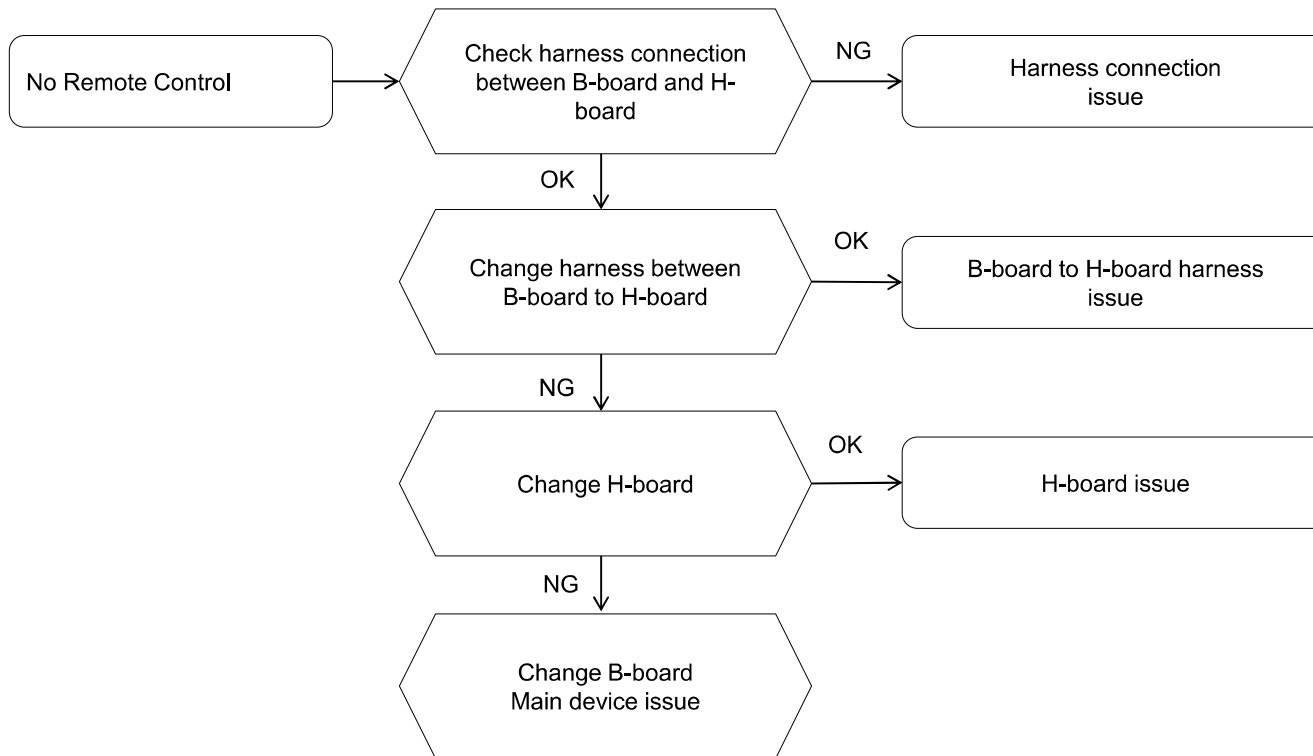 No Remote Control
Check harness connection
between B-board and H-
board
NG
Harness connection
issue
OK
Change harness between
B-board to H-board
OK
B-board to H-board harness
issue
NG
Change H-board
OK
H-board issue
NG
Change B-board
Main device issue